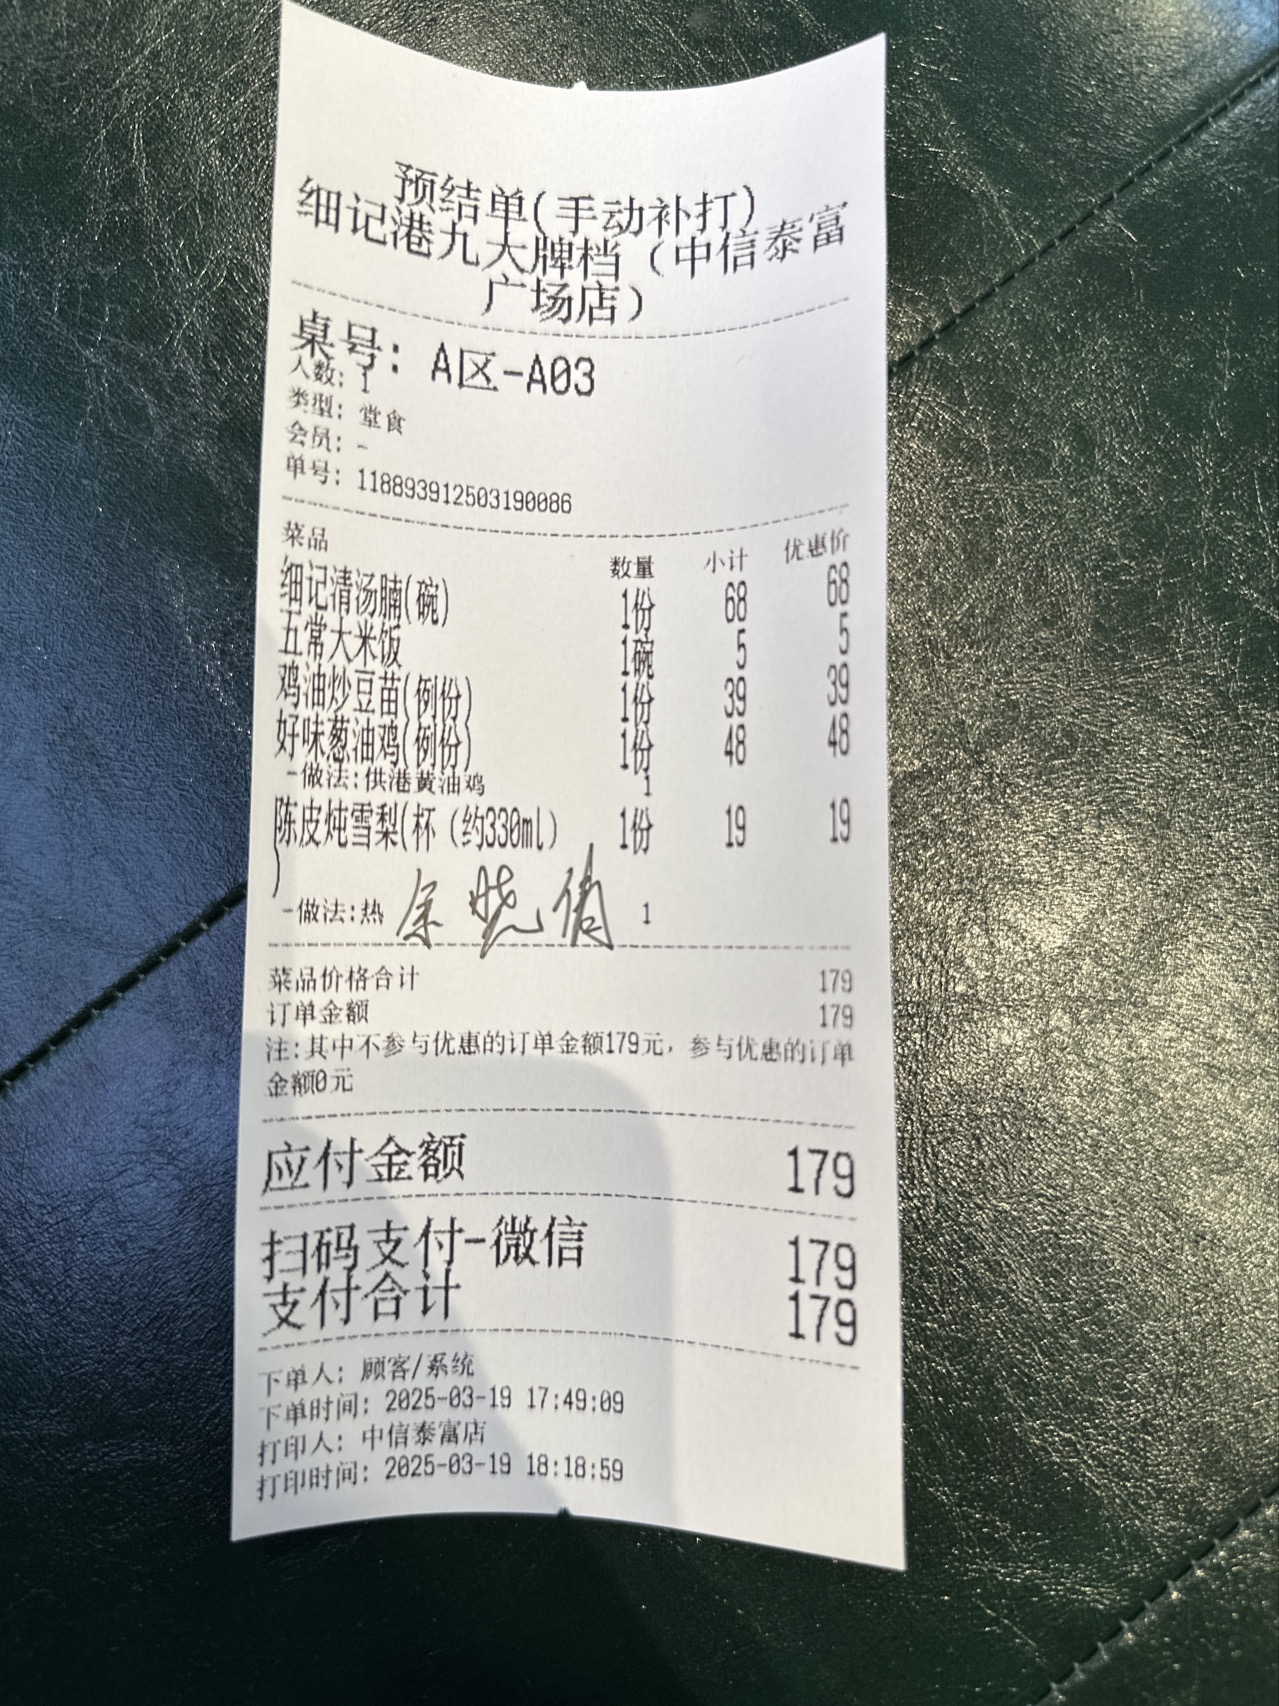 预结单(手动补打)
细记港九大牌档（中信泰富
广场店）
桌号: A区-A03
人数: 1
类型: 堂食
会员: -
单号: 118893912503190086
菜品 数量 小计 优惠价
细记清汤腩(碗) 1份 68 68
五常大米饭 1碗 5 5
鸡油炒豆苗(例份) 1份 39 39
好味葱油鸡(例份) 1份 48 48
-做法:供港黄油鸡 1
陈皮炖雪梨(杯（约330ml） 1份 19 19
)
-做法:热 余晓倩 1
菜品价格合计 179
订单金额 179
注:其中不参与优惠的订单金额179元, 参与优惠的订单
金额0元
应付金额 179
扫码支付-微信 179
支付合计 179
下单人: 顾客/系统
下单时间: 2025-03-19 17:49:09
打印人: 中信泰富店
打印时间: 2025-03-19 18:18:59